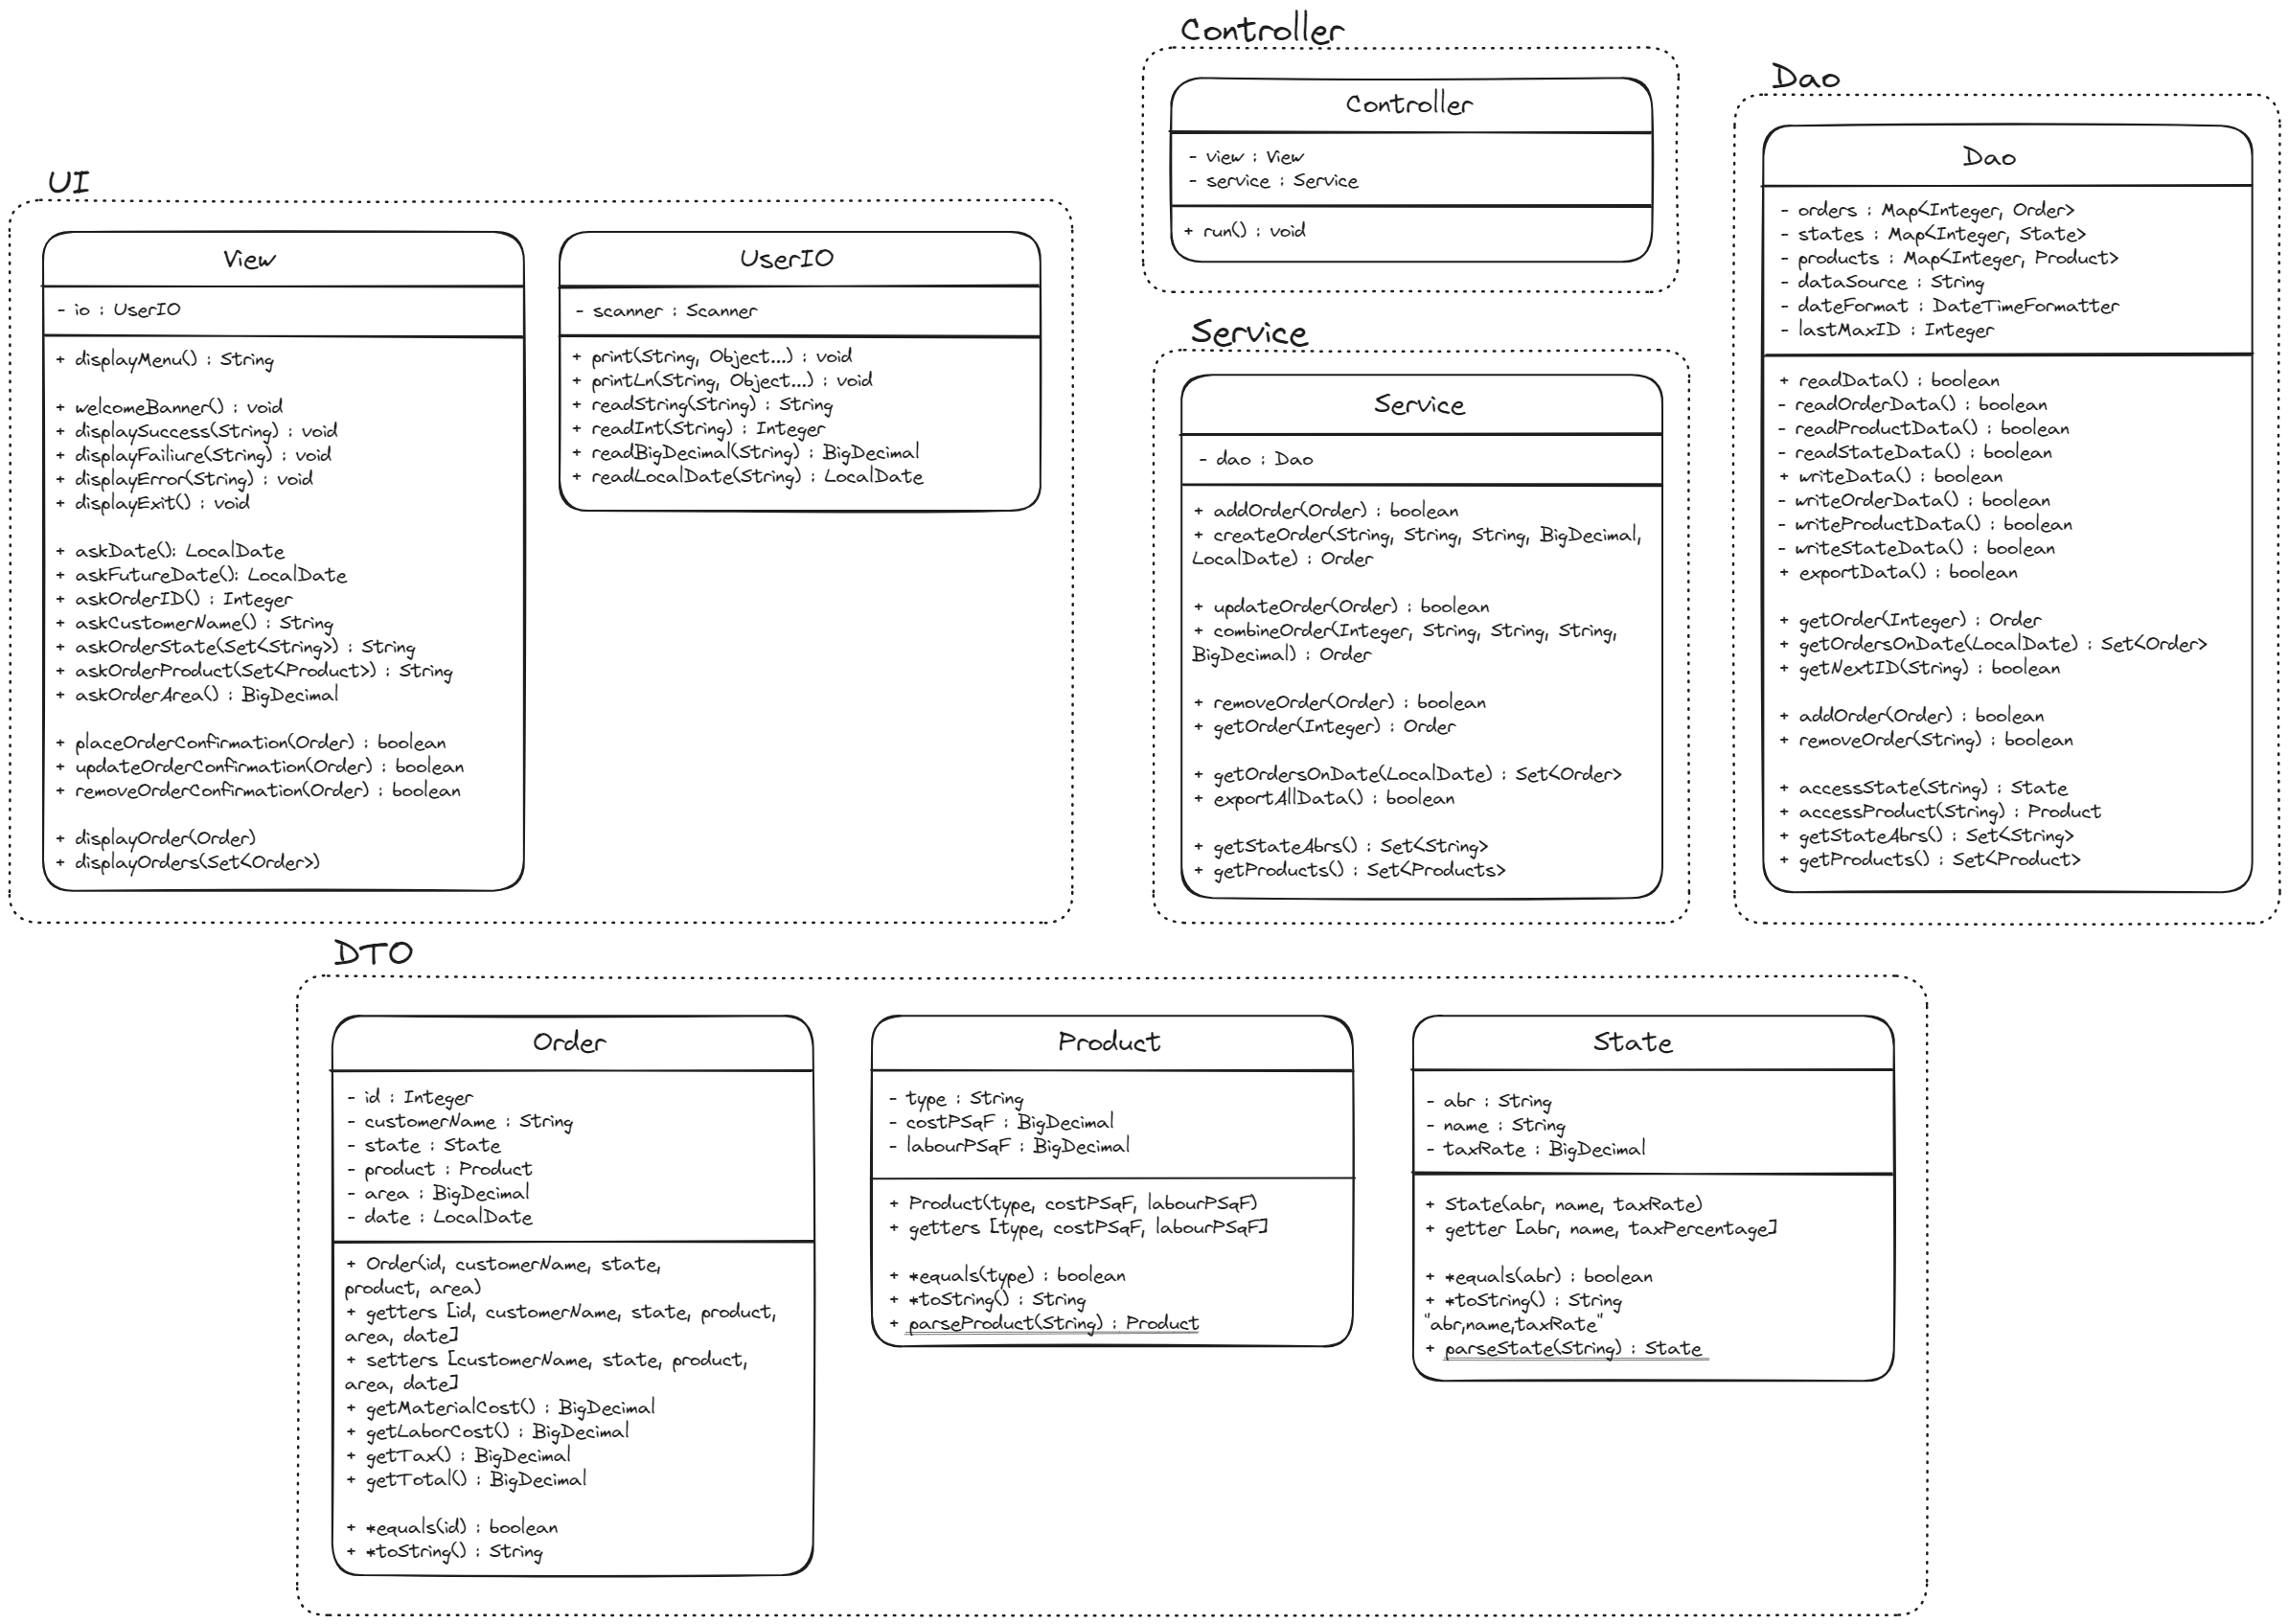 Controller
Controller
- view : View
- service : Service
+ run() : void
Dao
Dao
- orders : Map<Integer, Order>
- states : Map<Integer, State>
- products : Map<Integer, Product>
- dataSource : String
- dateFormat : DateTimeFormatter
- lastMaxID : Integer
+ readData() : boolean
- readOrderData() : boolean
- readProductData() : boolean
- readStateData() : boolean
+ writeData() : boolean
- writeOrderData() : boolean
- writeProductData() : boolean
- writeStateData() : boolean
+ exportData() : boolean
+ getOrder(Integer) : Order
+ getOrdersOnDate(LocalDate) : Set<Order>
+ getNextID(String) : boolean
+ addOrder(Order) : boolean
+ removeOrder(String) : boolean
+ accessState(String) : State
+ accessProduct(String) : Product
+ getStateAbrs() : Set<String>
+ getProducts() : Set<Product>
UI
View
- io : UserIO
+ displayMenu() : String
+ welcomeBanner() : void
+ displaySuccess(String) : void
+ displayFailiure(String) : void
+ displayError(String) : void
+ displayExit() : void
+ askDate(): LocalDate
+ askFutureDate(): LocalDate
+ askOrderID() : Integer
+ askCustomerName() : String
+ askOrderState(Set<String>) : String
+ askOrderProduct(Set<Product>) : String
+ askOrderArea() : BigDecimal
+ placeOrderConfirmation(Order) : boolean
+ updateOrderConfirmation(Order) : boolean
+ removeOrderConfirmation(Order) : boolean
+ displayOrder(Order)
+ displayOrders(Set<Order>)
UserIO
- scanner : Scanner
+ print(String, Object...) : void
+ printLn(String, Object...) : void
+ readString(String) : String
+ readInt(String) : Integer
+ readBigDecimal(String) : BigDecimal
+ readLocalDate(String) : LocalDate
Service
Service
- dao : Dao
+ addOrder(Order) : boolean
+ createOrder(String, String, String, BigDecimal,
LocalDate) : Order
+ updateOrder(Order) : boolean
+ combineOrder(Integer, String, String, String,
BigDecimal) : Order
+ removeOrder(Order) : boolean
+ getOrder(Integer) : Order
+ getOrdersOnDate(LocalDate) : Set<Order>
+ exportAllData() : boolean
+ getStateAbrs() : Set<String>
+ getProducts() : Set<Products>
DTO
Order
- id : Integer
- customerName : String
- state : State
- product : Product
- area : BigDecimal
- date : LocalDate
+ Order(id, customerName, state,
product, area)
+ getters [id, customerName, state, product,
area, date]
+ setters [customerName, state, product,
area, date]
+ getMaterialCost() : BigDecimal
+ getLaborCost() : BigDecimal
+ getTax() : BigDecimal
+ getTotal() : BigDecimal
+ *equals(id) : boolean
+ *toString() : String
Product
- type : String
- costPSqF : BigDecimal
- labourPSqF : BigDecimal
+ Product(type, costPSqF, labourPSqF)
+ getters [type, costPSqF, labourPSqF]
+ *equals(type) : boolean
+ *toString() : String
+ parseProduct(String) : Product
State
- abr : String
- name : String
- taxRate : BigDecimal
+ State(abr, name, taxRate)
+ getter [abr, name, taxPercentage]
+ *equals(abr) : boolean
+ *toString() : String
"abr,name,taxRate"
+ parseState(String) : State